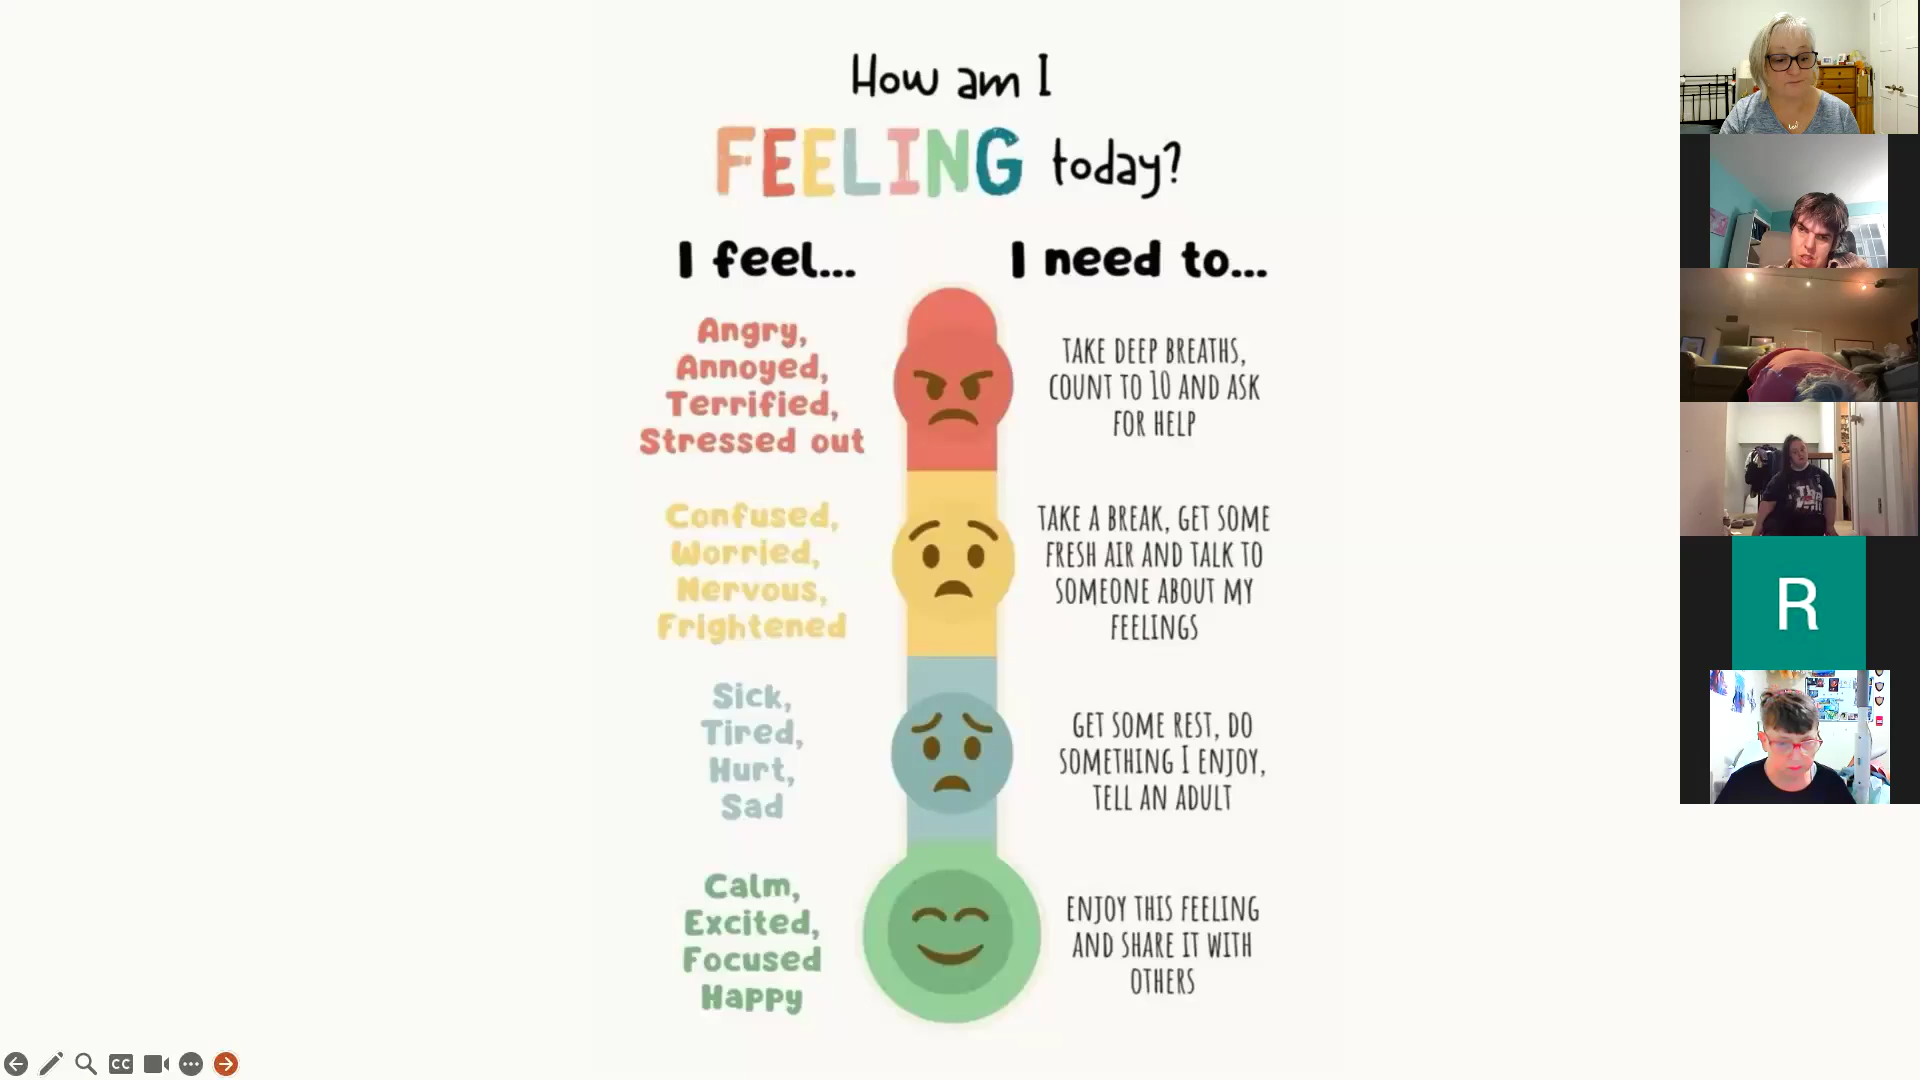 How am I
FEELING today?
I feel...
I need to...
Angry,
Annoyed,
Terrified,
Stressed out
TAKE DEEP BREATHS,
COUNT TO 10 AND ASK
FOR HELP
Confused,
Worried,
Nervous,
Frightened
TAKE A BREAK, GET SOME
FRESH AIR AND TALK TO
SOMEONE ABOUT MY
FEELINGS
Sick,
Tired,
Hurt,
Sad
GET SOME REST, DO
SOMETHING I ENJOY,
TELL AN ADULT
Calm,
Excited,
Focused
Happy
ENJOY THIS FEELING
AND SHARE IT WITH
OTHERS
R
CC